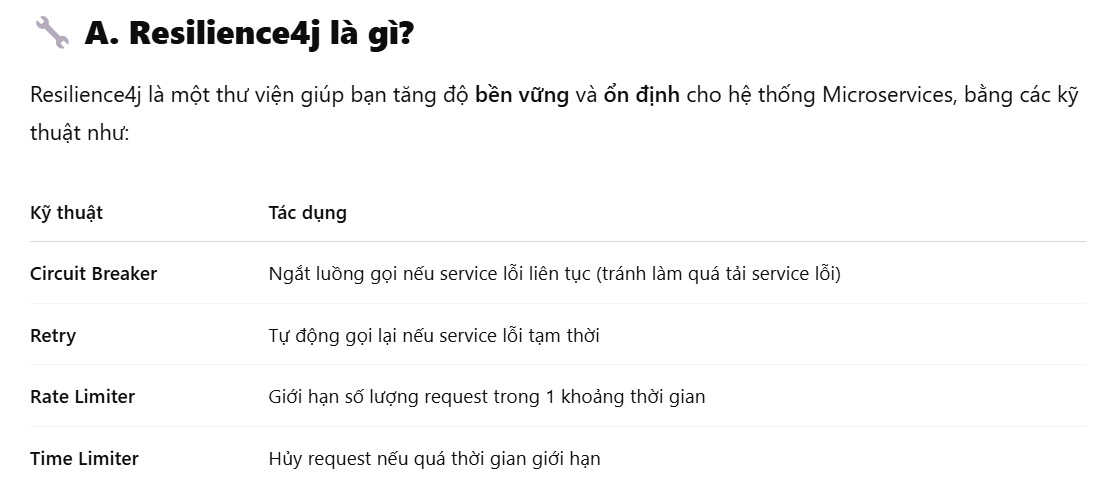 A. Resilience4j là gì?
Resilience4j là một thư viện giúp bạn tăng độ bền vững và ổn định cho hệ thống Microservices, bằng các kỹ
thuật như:
Kỹ thuật Tác dụng
Circuit Breaker Ngắt luồng gọi nếu service lỗi liên tục (tránh làm quá tải service lỗi)
Retry Tự động gọi lại nếu service lỗi tạm thời
Rate Limiter Giới hạn số lượng request trong 1 khoảng thời gian
Time Limiter Hủy request nếu quá thời gian giới hạn